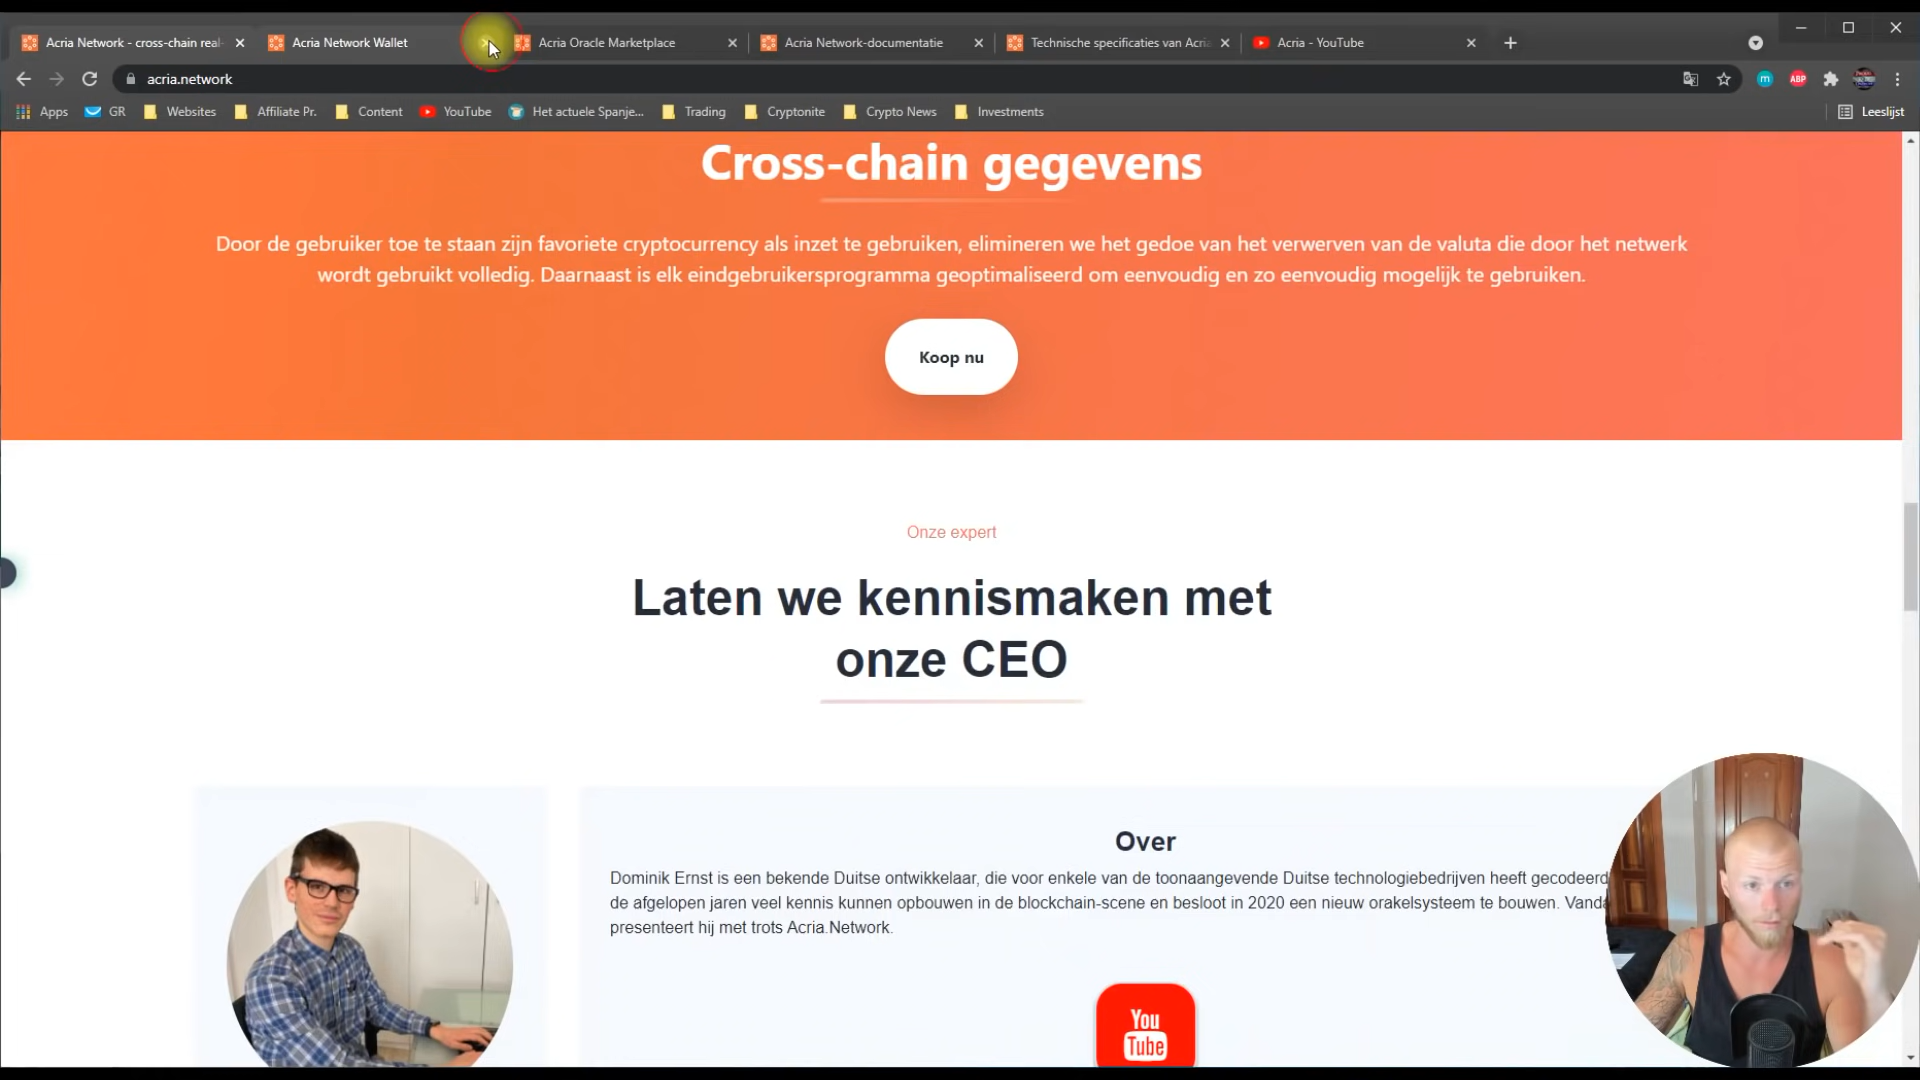 Acria Network - cross-chain real-
Acria Network Wallet
Acria Oracle Marketplace
Acria Network-documentatie
Technische specificaties van Acria
Acria - YouTube
acria.network
ABP
Apps
GR
Websites
Affiliate Pr.
Content
YouTube
Het actuele Spanje...
Trading
Cryptonite
Crypto News
Investments
Leeslijst
Cross-chain gegevens
Door de gebruiker toe te staan zijn favoriete cryptocurrency als inzet te gebruiken, elimineren we het gedoe van het verwerven van de valuta die door het netwerk
wordt gebruikt volledig. Daarnaast is elk eindgebruikersprogramma geoptimaliseerd om eenvoudig en zo eenvoudig mogelijk te gebruiken.
Koop nu
Onze expert
Laten we kennismaken met
onze CEO
Over
Dominik Ernst is een bekende Duitse ontwikkelaar, die voor enkele van de toonaangevende Duitse technologiebedrijven heeft gecodeerd
de afgelopen jaren veel kennis kunnen opbouwen in de blockchain-scene en besloot in 2020 een nieuw orakelsysteem te bouwen. Vanda
presenteert hij met trots Acria.Network.
You
Tube